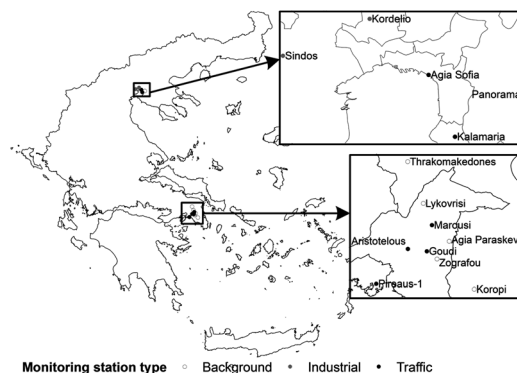 Kordelio
Sindos
Agia Sofia
Panorama
Kalamaria
Thrakomakedones
Lykovrisi
Marousi
Aristotelous
Agia Paraskev
Goudi
Zografou
Pireaus-1
Koropi
Monitoring station type Background Industrial Traffic